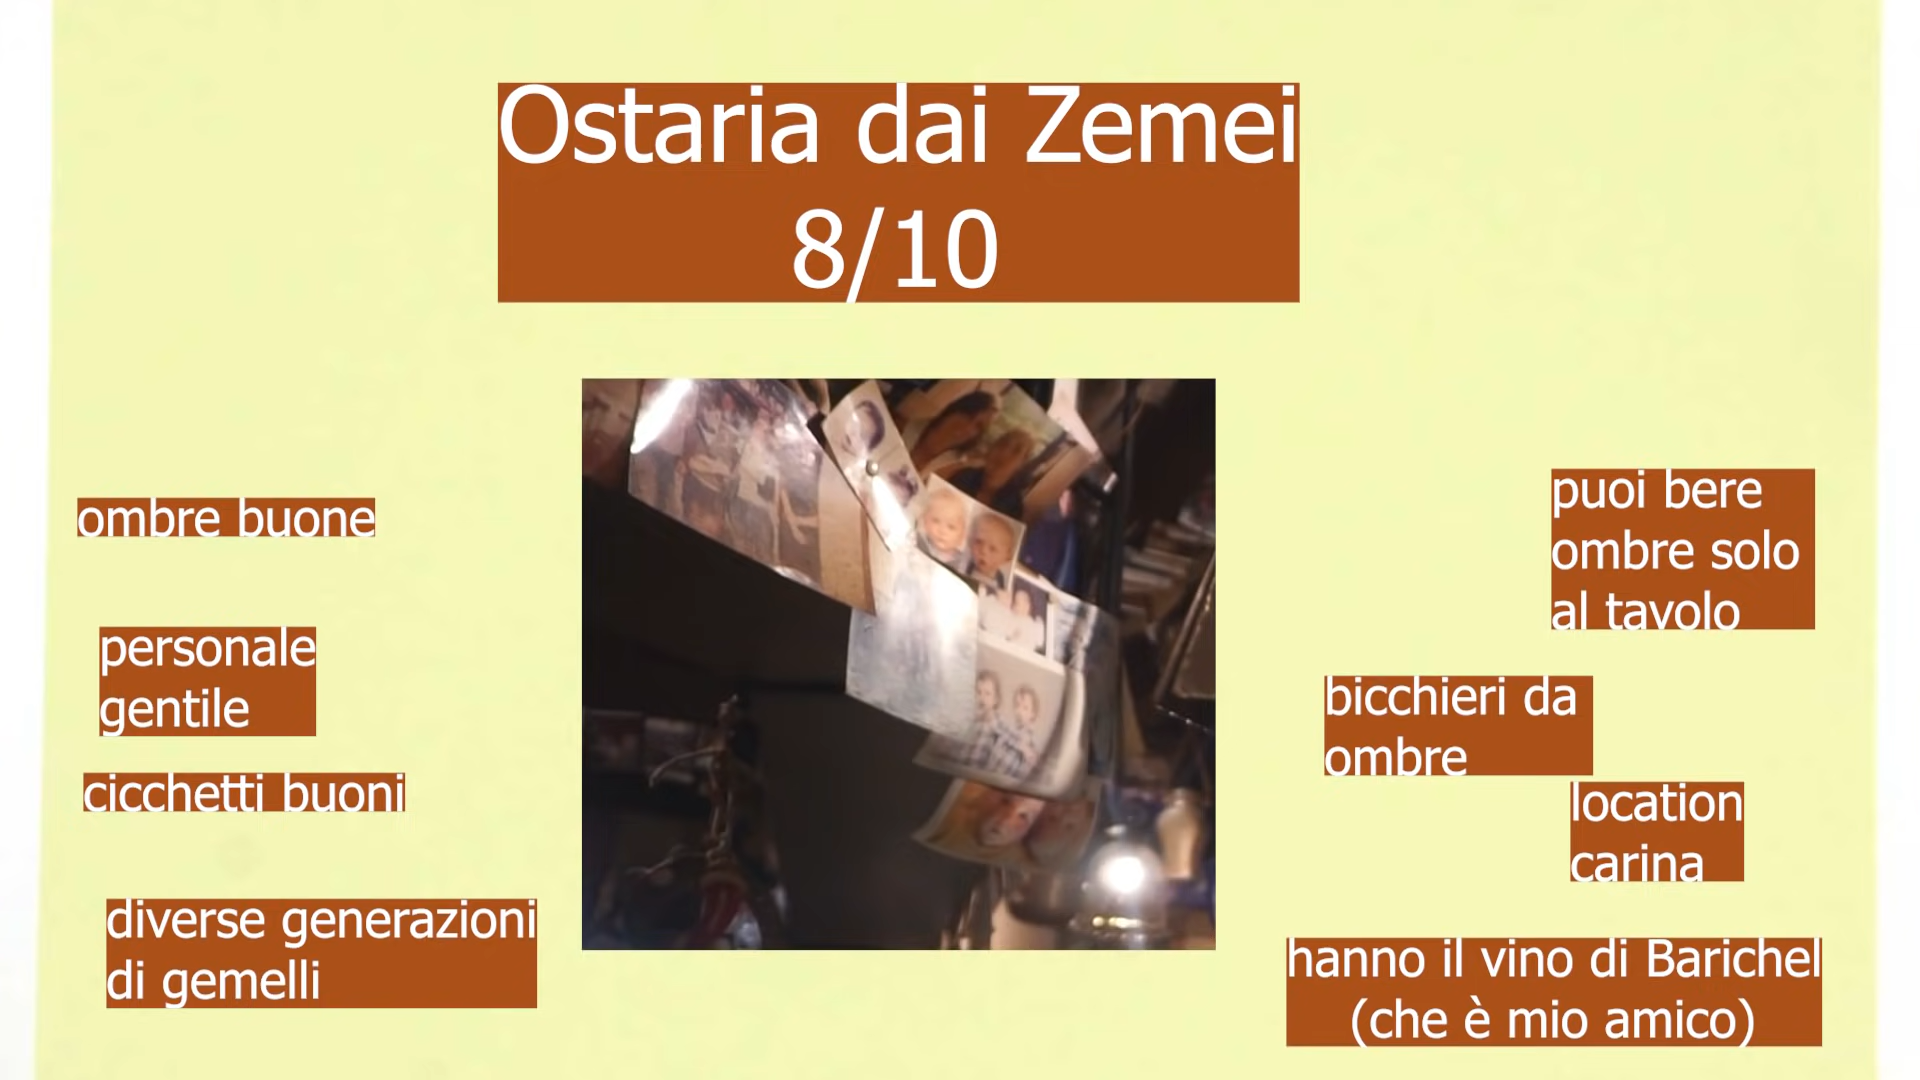 Ostaria dai Zemei
8/10
ombre buone
personale
gentile
cicchetti buoni
diverse generazioni
di gemelli
puoi bere
ombre solo
al tavolo
bicchieri da
ombre
location
carina
hanno il vino di Barichel
(che è mio amico)